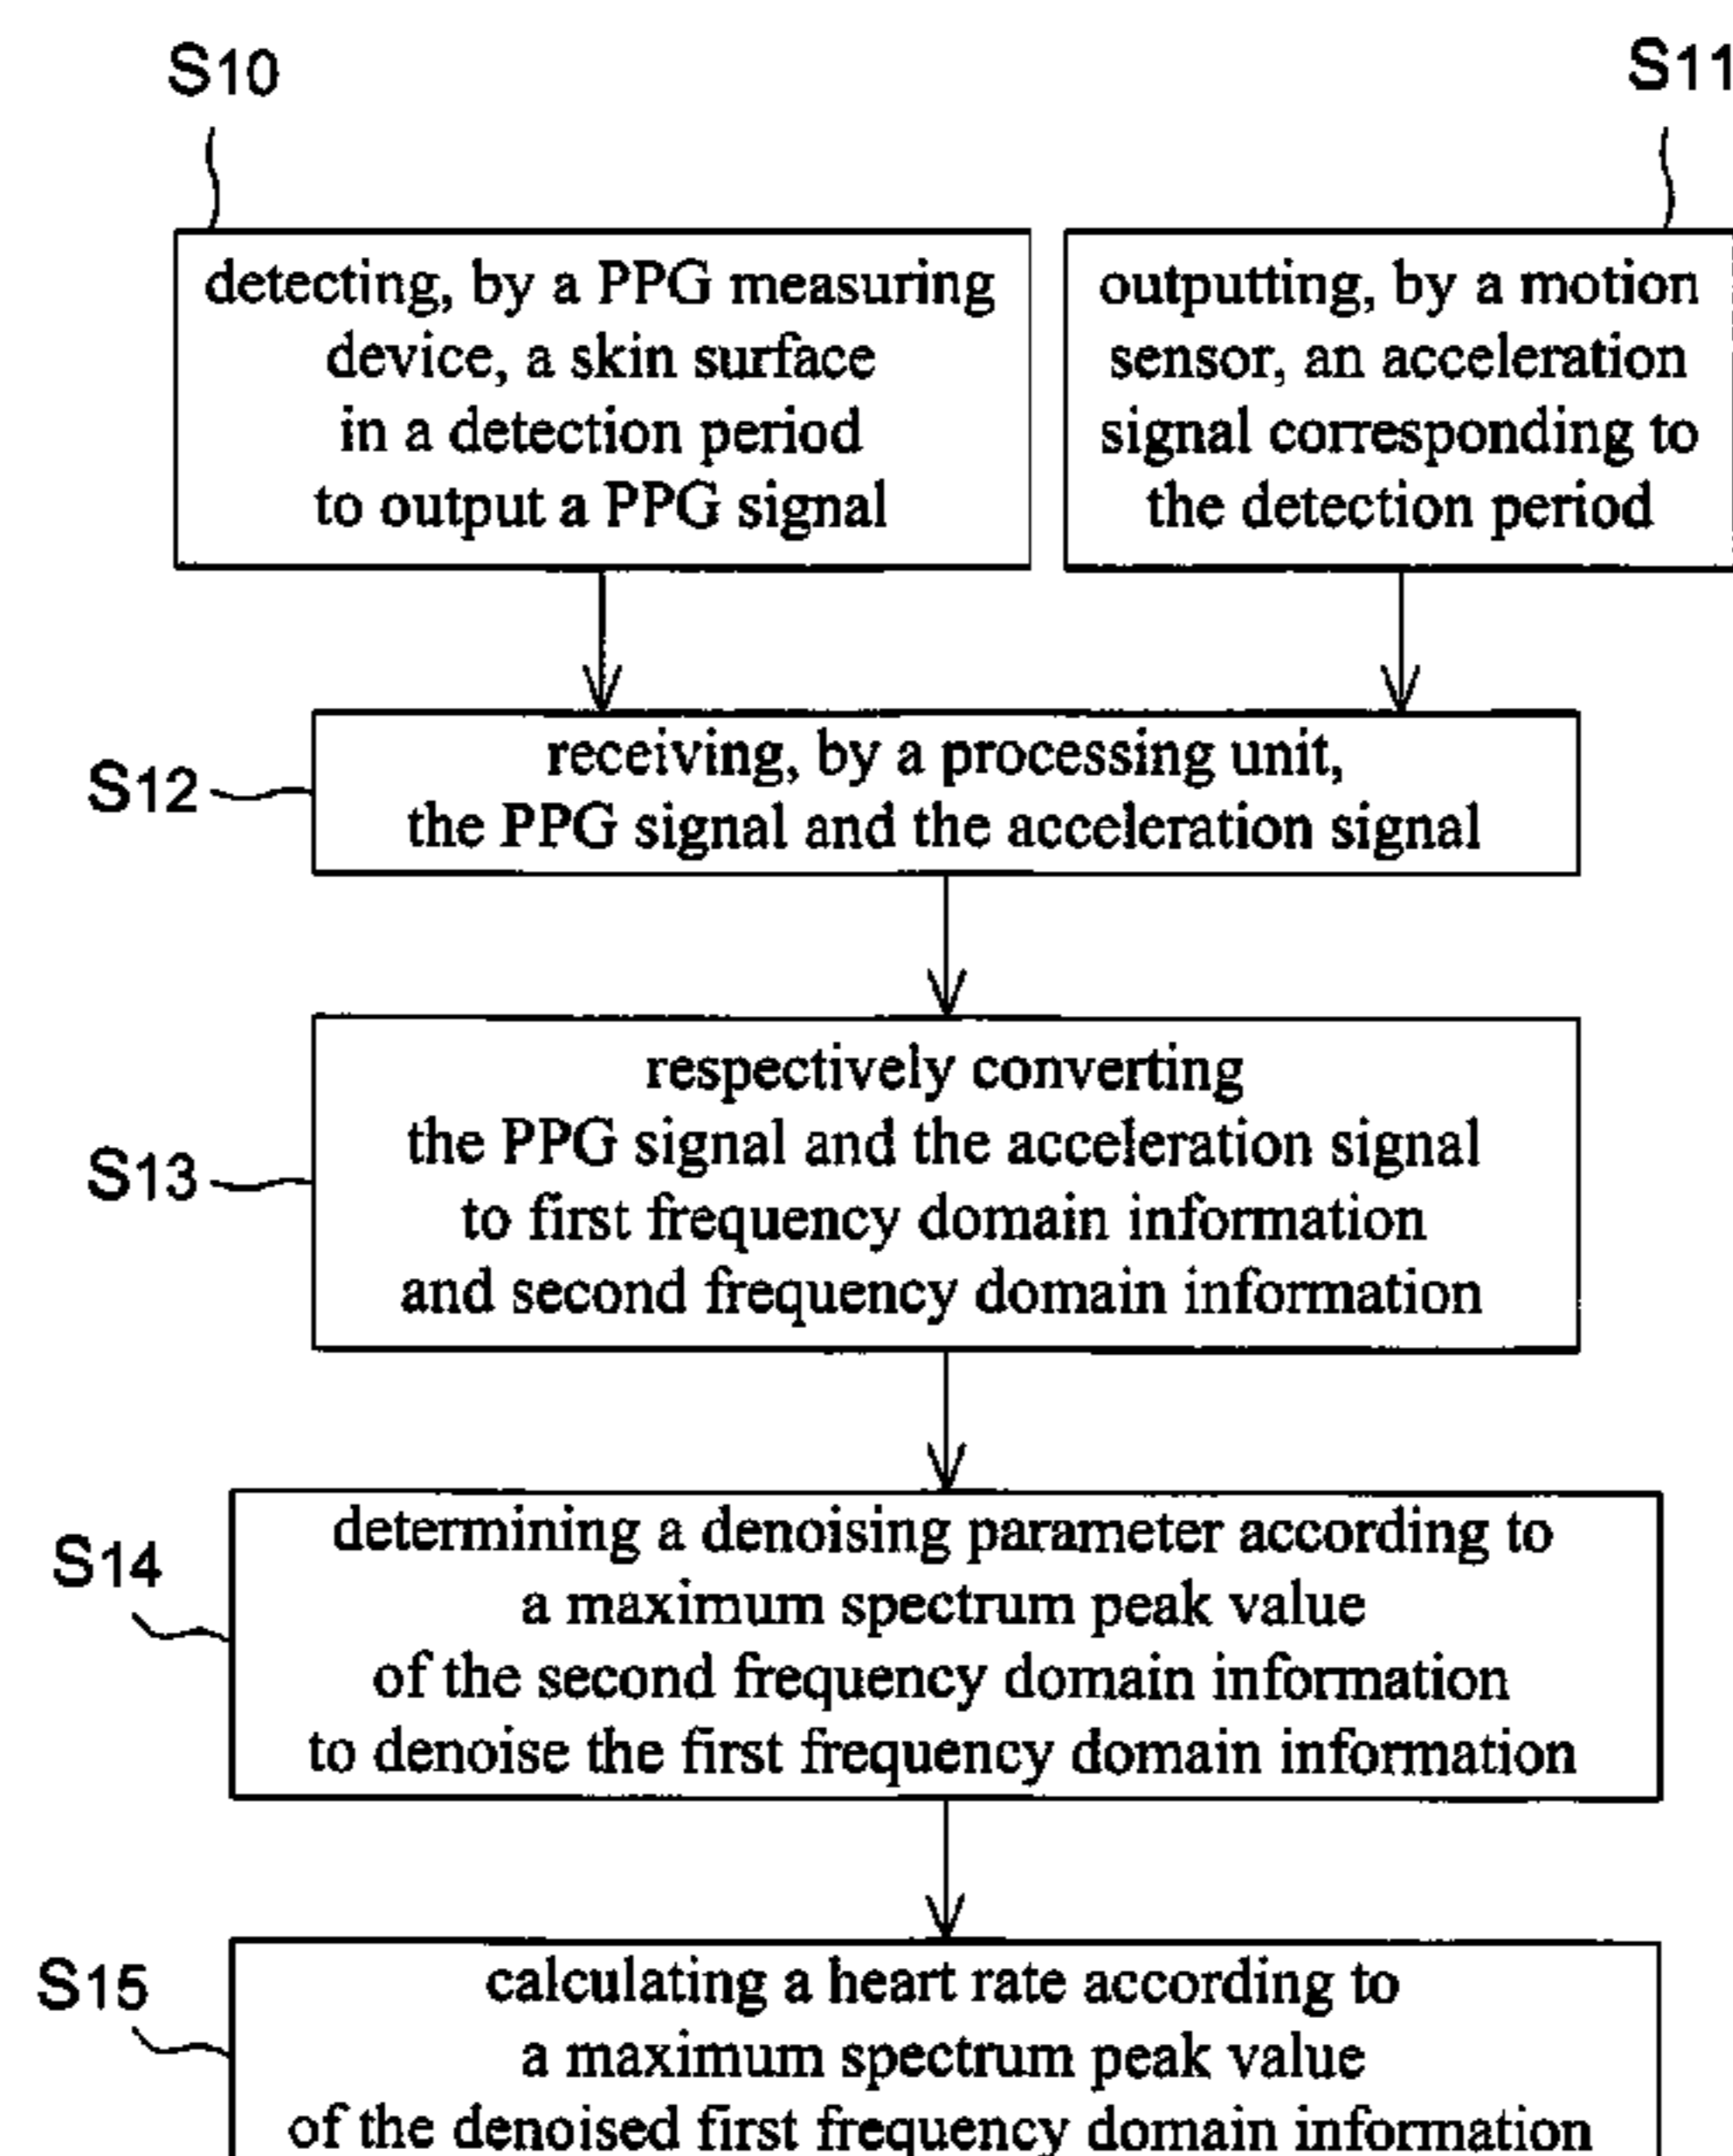 S10
S11
detecting, by a PPG measuring
device, a skin surface
in a detection period
to output a PPG signal
outputting, by a motion
sensor, an acceleration
signal corresponding to
the detection period
S12
receiving, by a processing unit,
the PPG signal and the acceleration signal
S13
respectively converting
the PPG signal and the acceleration signal
to first frequency domain information
and second frequency domain information
S14
determining a denoising parameter according to
a maximum spectrum peak value
of the second frequency domain information
to denoise the first frequency domain information
S15
calculating a heart rate according to
a maximum spectrum peak value
of the denoised first frequency domain information